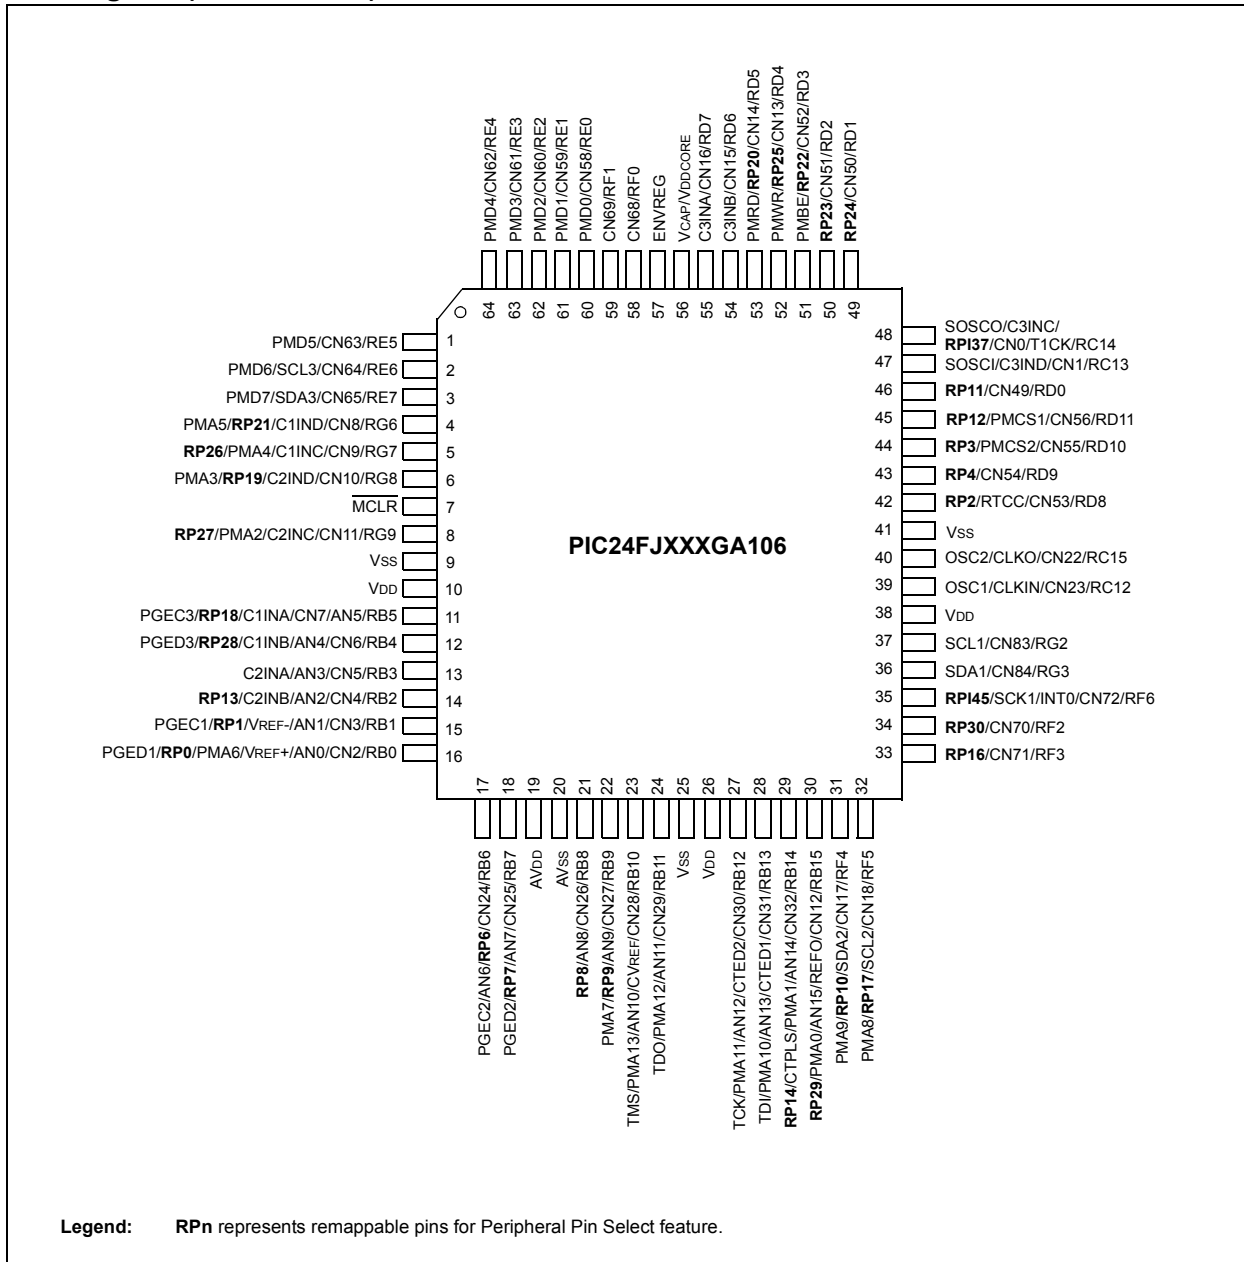 PMD4/CN62/RE4
PMD3/CN61/RE3
PMD2/CN60/RE2
PMD1/CN59/RE1
PMD0/CN58/RE0
CN69/RF1
CN68/RF0
ENVREG
VCAP/VDDCORE
C3INA/CN16/RD7
C3INB/CN15/RD6
PMRD/RP20/CN14/RD5
PMWR/RP25/CN13/RD4
PMBE/RP22/CN52/RD3
RP23/CN51/RD2
RP24/CN50/RD1
64 63 62 61 60 59 58 57 56 55 54 53 52 51 50 49
PMD5/CN63/RE5 1
PMD6/SCL3/CN64/RE6 2
PMD7/SDA3/CN65/RE7 3
PMA5/RP21/C1IND/CN8/RG6 4
RP26/PMA4/C1INC/CN9/RG7 5
PMA3/RP19/C2IND/CN10/RG8 6
MCLR 7
RP27/PMA2/C2INC/CN11/RG9 8
VSS 9
VDD 10
PGEC3/RP18/C1INA/CN7/AN5/RB5 11
PGED3/RP28/C1INB/AN4/CN6/RB4 12
C2INA/AN3/CN5/RB3 13
RP13/C2INB/AN2/CN4/RB2 14
PGEC1/RP1/VREF-/AN1/CN3/RB1 15
PGED1/RP0/PMA6/VREF+/AN0/CN2/RB0 16
PIC24FJXXXGA106
48 SOSCO/C3INC/
RPI37/CN0/T1CK/RC14
47 SOSCI/C3IND/CN1/RC13
46 RP11/CN49/RD0
45 RP12/PMCS1/CN56/RD11
44 RP3/PMCS2/CN55/RD10
43 RP4/CN54/RD9
42 RP2/RTCC/CN53/RD8
41 VSS
40 OSC2/CLKO/CN22/RC15
39 OSC1/CLKIN/CN23/RC12
38 VDD
37 SCL1/CN83/RG2
36 SDA1/CN84/RG3
35 RPI45/SCK1/INT0/CN72/RF6
34 RP30/CN70/RF2
33 RP16/CN71/RF3
17 18 19 20 21 22 23 24 25 26 27 28 29 30 31 32
PGEC2/AN6/RP6/CN24/RB6
PGED2/RP7/AN7/CN25/RB7
AVDD
AVSS
RP8/AN8/CN26/RB8
PMA7/RP9/AN9/CN27/RB9
TMS/PMA13/AN10/CVREF/CN28/RB10
TDO/PMA12/AN11/CN29/RB11
VSS
VDD
TCK/PMA11/AN12/CTED2/CN30/RB12
TDI/PMA10/AN13/CTED1/CN31/RB13
RP14/CTPLS/PMA1/AN14/CN32/RB14
RP29/PMA0/AN15/REFO/CN12/RB15
PMA9/RP10/SDA2/CN17/RF4
PMA8/RP17/SCL2/CN18/RF5
Legend: RPn represents remappable pins for Peripheral Pin Select feature.